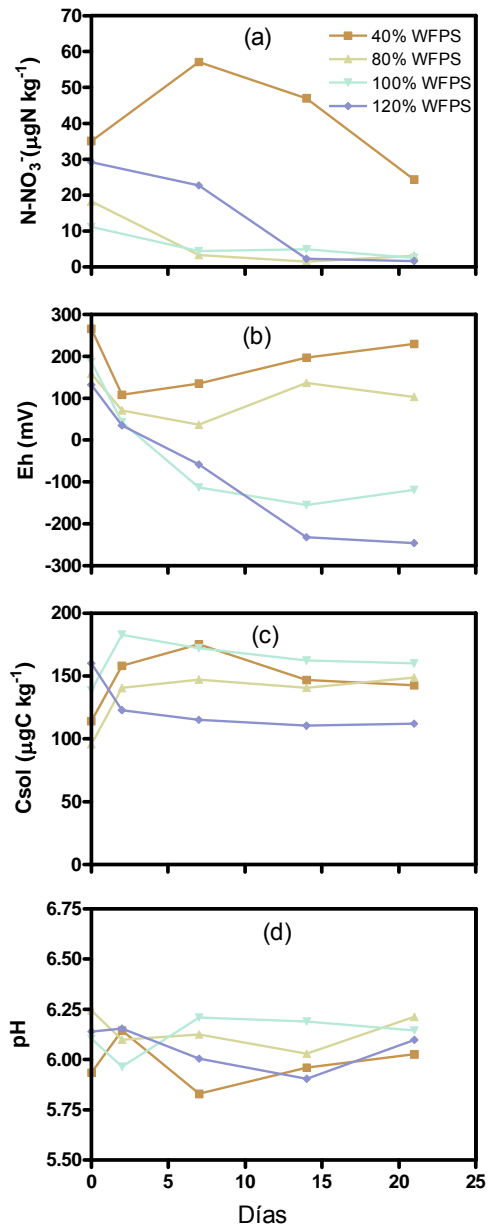 (a)
40% WFPS
80% WFPS
100% WFPS
120% WFPS
N-NO₃⁻(µgN kg⁻¹)
70
60
50
40
30
20
10
0
(b)
Eh (mV)
300
200
100
0
-100
-200
-300
(c)
Csol (µgC kg⁻¹)
200
150
100
50
0
(d)
pH
6.75
6.50
6.25
6.00
5.75
5.50
0 5 10 15 20 25
Días